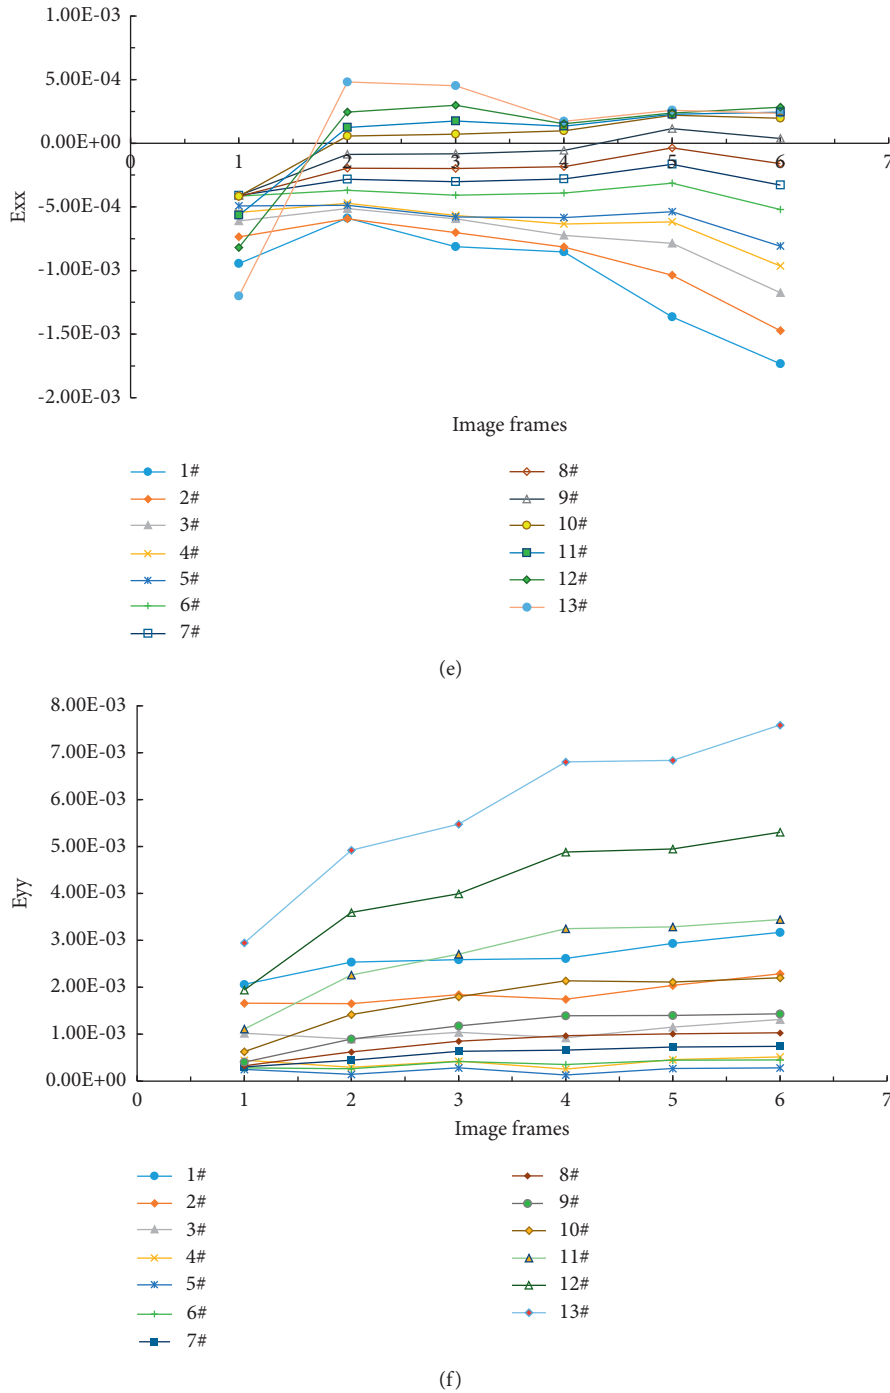 1.00E-03
5.00E-04
0.00E+00
0 1 2 3 4 5 6 7
-5.00E-04
-1.00E-03
-1.50E-03
-2.00E-03
Exx
Image frames
1# 8#
2# 9#
3# 10#
4# 11#
5# 12#
6# 13#
7#
(e)
8.00E-03
7.00E-03
6.00E-03
5.00E-03
4.00E-03
3.00E-03
2.00E-03
1.00E-03
0.00E+00
Eyy
0 1 2 3 4 5 6 7
Image frames
1# 8#
2# 9#
3# 10#
4# 11#
5# 12#
6# 13#
7#
(f)